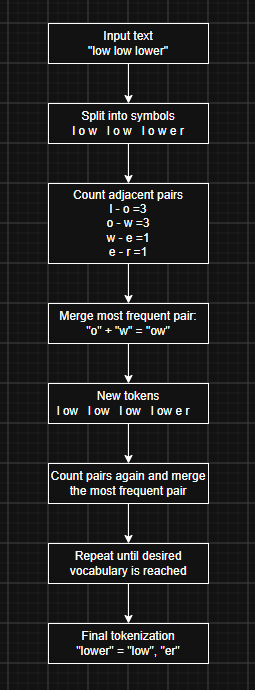 Input text
"low low lower"
Split into symbols
l o w   l o w   l o w e r
Count adjacent pairs
l - o =3
o - w =3
w - e =1
e - r =1
Merge most frequent pair:
"o" + "w" = "ow"
New tokens
l ow   l ow   l ow   l ow e r
Count pairs again and merge
the most frequent pair
Repeat until desired
vocabulary is reached
Final tokenization
"lower" = "low", "er"